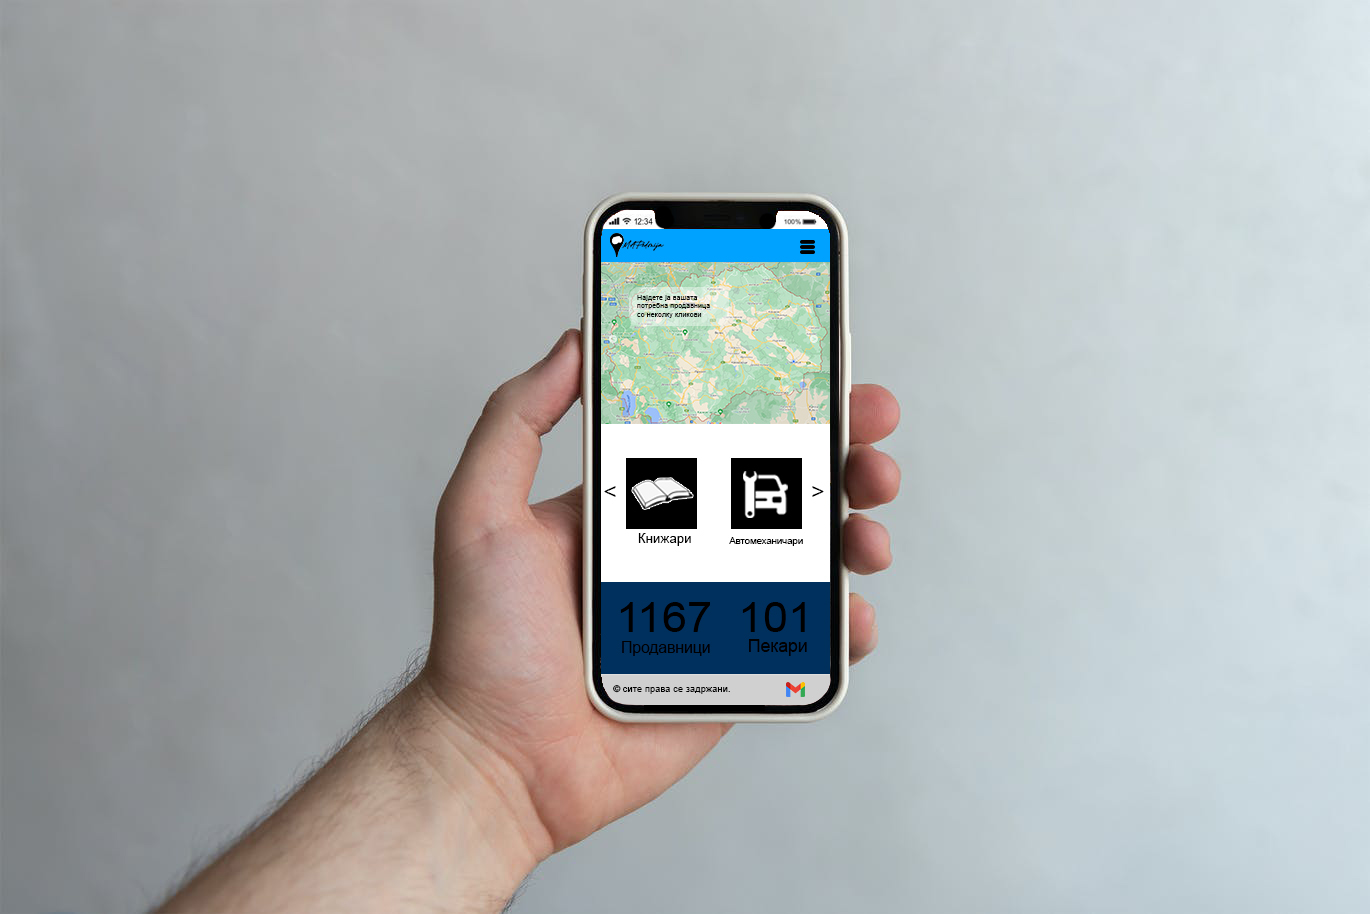 12:34
100%
MAPedonija
Најдете ја вашата
потребна продавница
со неколку кликови
<
>
Книжари
Автомеханичари
1167
101
Продавници
Пекари
© сите права се задржани.